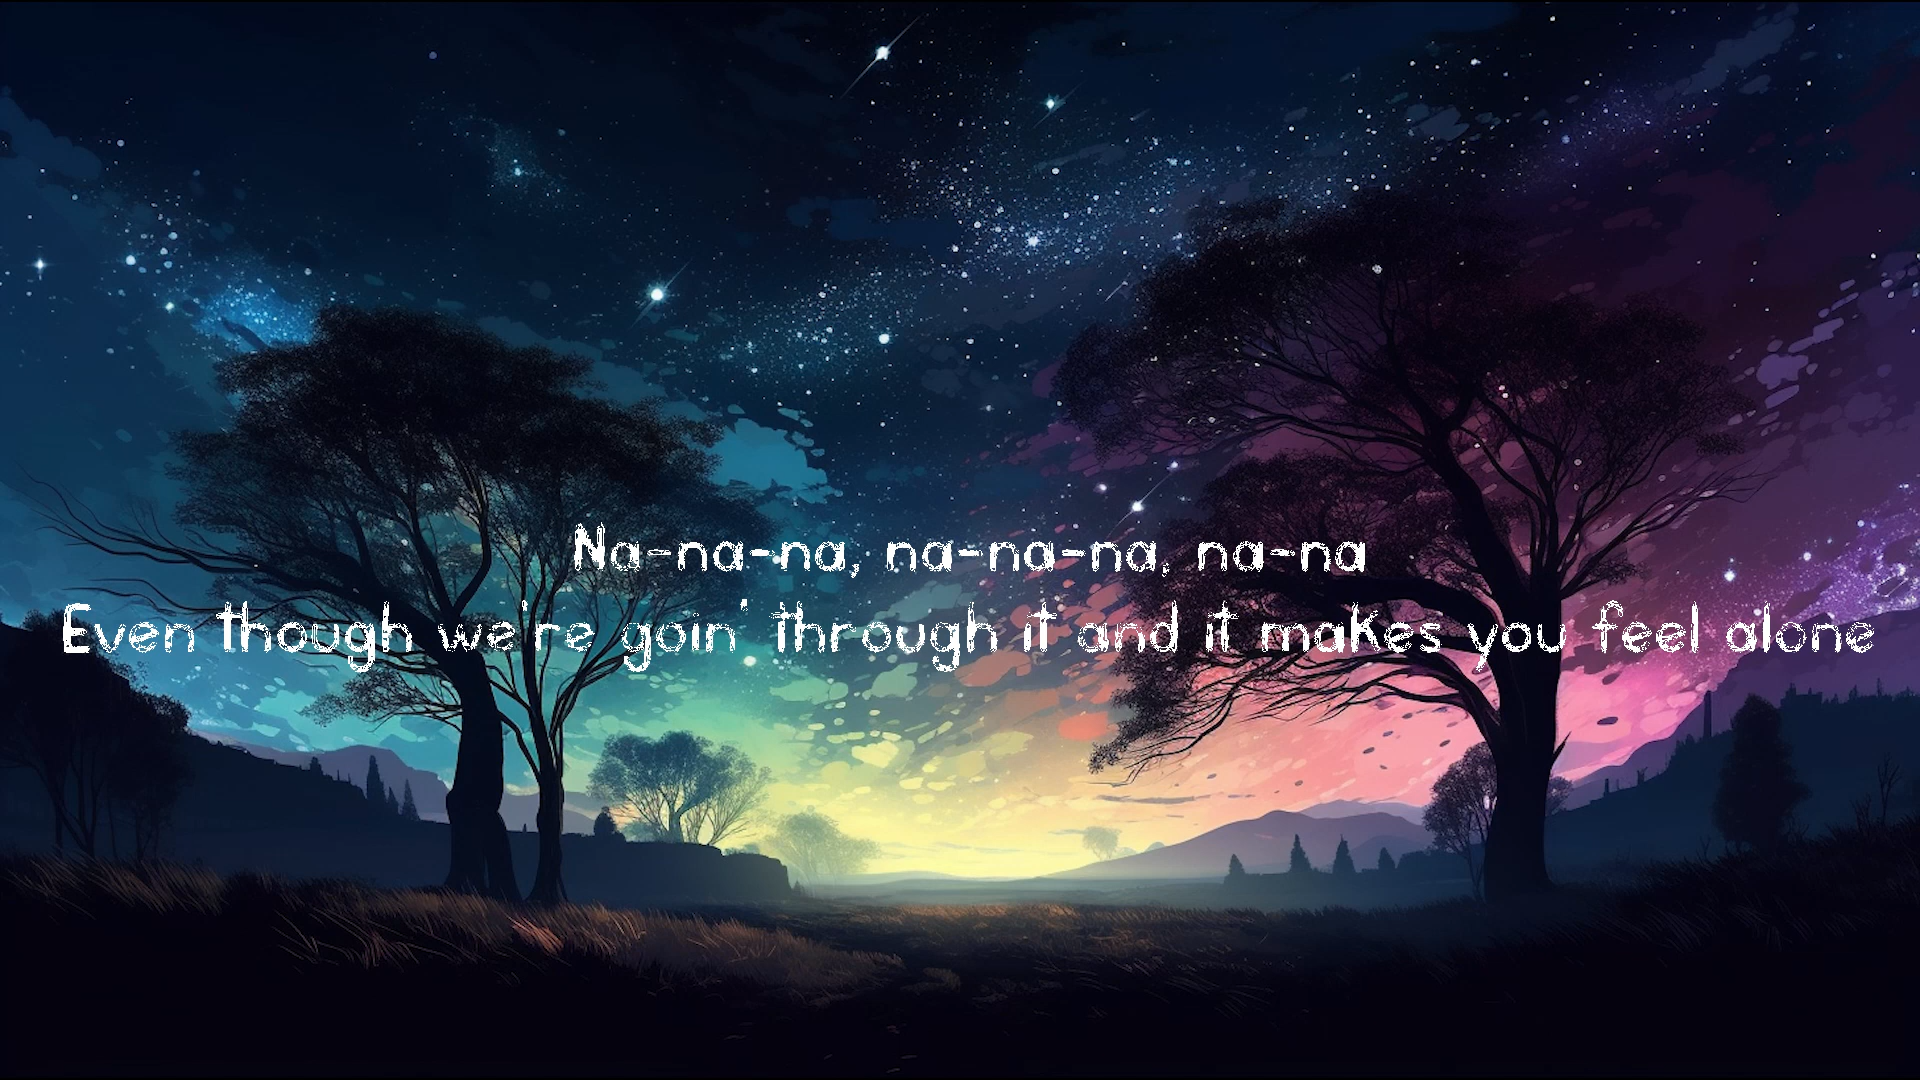 Na-na-na, na-na-na, na-na
Even though we're goin' through it and it makes you feel alone